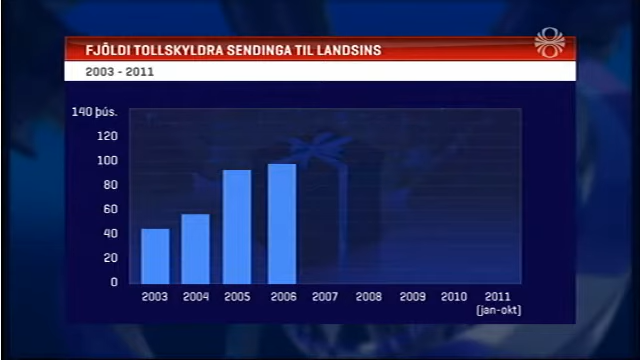 FJÖLDI TOLLSKYLDRA SENDINGA TIL LANDSINS
2003 - 2011
140 þús.
120
100
80
60
40
20
0
2003 2004 2005 2006 2007 2008 2009 2010 2011
[jan-okt]